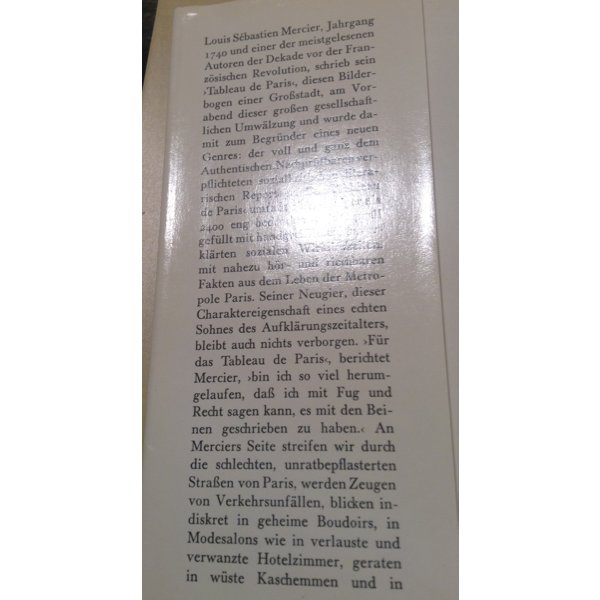 Louis Sébastien Mercier, Jahrgang
1740 und einer der meistgelesenen
Autoren der Dekade vor der Fran-
zösischen Revolution, schrieb sein
›Tableau de Paris‹, diesen Bilder-
bogen einer Großstadt, am Vor-
abend dieser großen gesellschaft-
lichen Umwälzung und wurde da-
mit zum Begründer eines neuen
Genres: der voll und ganz dem
Authentischen, Nachprüfbaren ver-
pflichteten
rischen
de Paris‹
2400 eng
gefüllt mit
klärten sozialen
mit nahezu hör- und riechbaren
Fakten aus dem Leben der Metro-
pole Paris. Seiner Neugier, dieser
Charaktereigenschaft eines echten
Sohnes des Aufklärungszeitalters,
bleibt auch nichts verborgen. ›Für
das Tableau de Paris‹, berichtet
Mercier, ›bin ich so viel herum-
gelaufen, daß ich mit Fug und
Recht sagen kann, es mit den Bei-
nen geschrieben zu haben.‹ An
Merciers Seite streifen wir durch
die schlechten, unratbepflasterten
Straßen von Paris, werden Zeugen
von Verkehrsunfällen, blicken in-
diskret in geheime Boudoirs, in
Modesalons wie in verlauste und
verwanzte Hotelzimmer, geraten
in wüste Kaschemmen und in